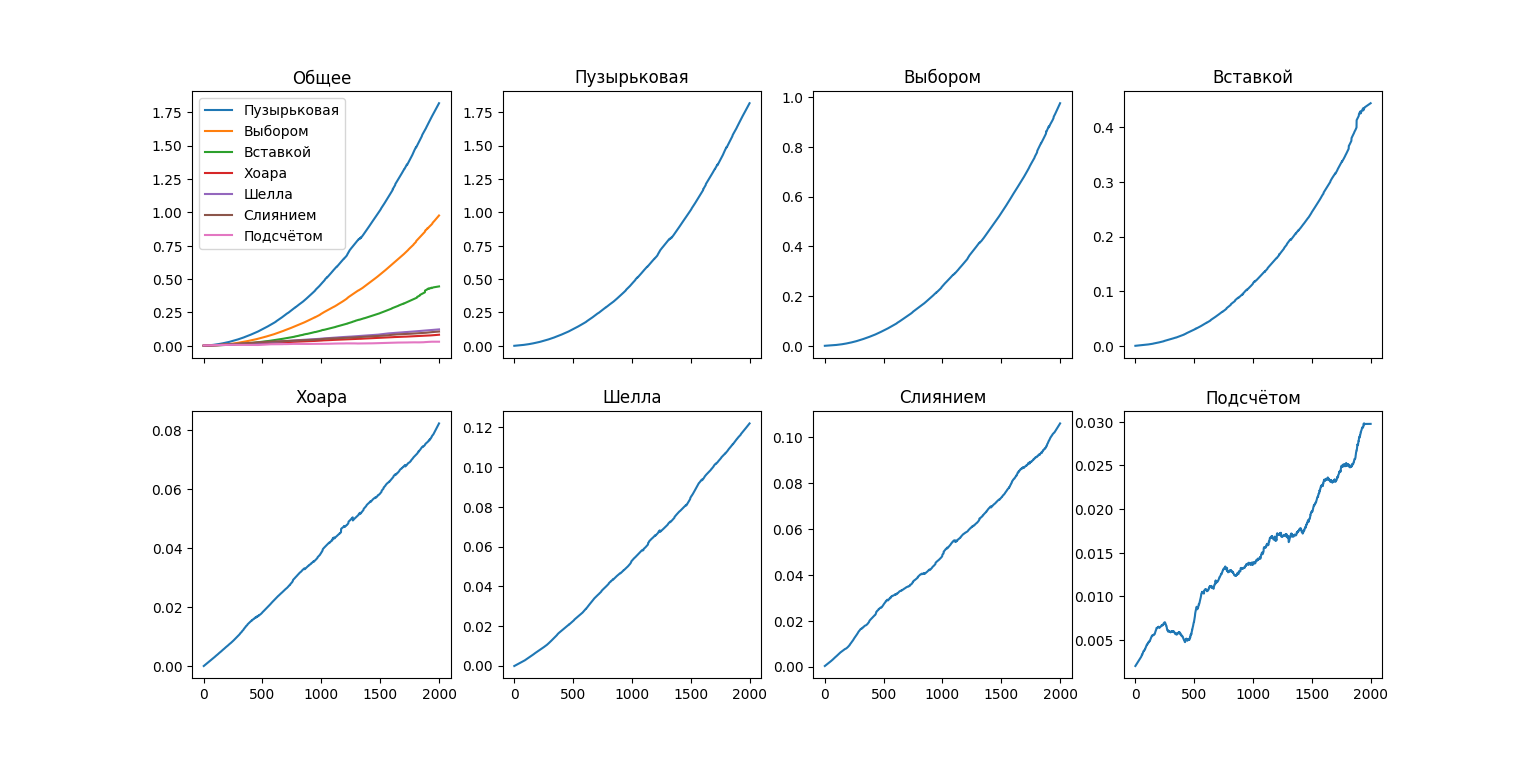 Общее
1.75
1.50
1.25
1.00
0.75
0.50
0.25
0.00
Пузырьковая
Выбором
Вставкой
Хоара
Шелла
Слиянием
Подсчётом
Пузырьковая
1.75
1.50
1.25
1.00
0.75
0.50
0.25
0.00
Выбором
1.0
0.8
0.6
0.4
0.2
0.0
Вставкой
0.4
0.3
0.2
0.1
0.0
Хоара
0.08
0.06
0.04
0.02
0.00
0 500 1000 1500 2000
Шелла
0.12
0.10
0.08
0.06
0.04
0.02
0.00
0 500 1000 1500 2000
Слиянием
0.10
0.08
0.06
0.04
0.02
0.00
0 500 1000 1500 2000
Подсчётом
0.030
0.025
0.020
0.015
0.010
0.005
0 500 1000 1500 2000